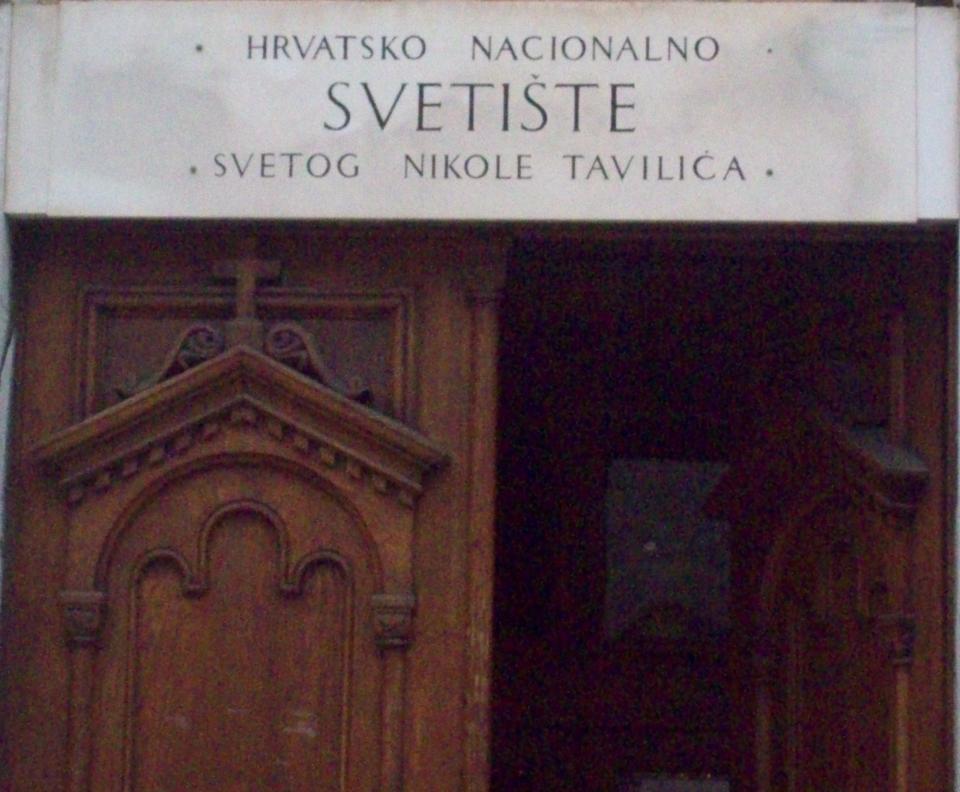 · HRVATSKO NACIONALNO ·
SVETIŠTE
· SVETOG NIKOLE TAVILIĆA ·